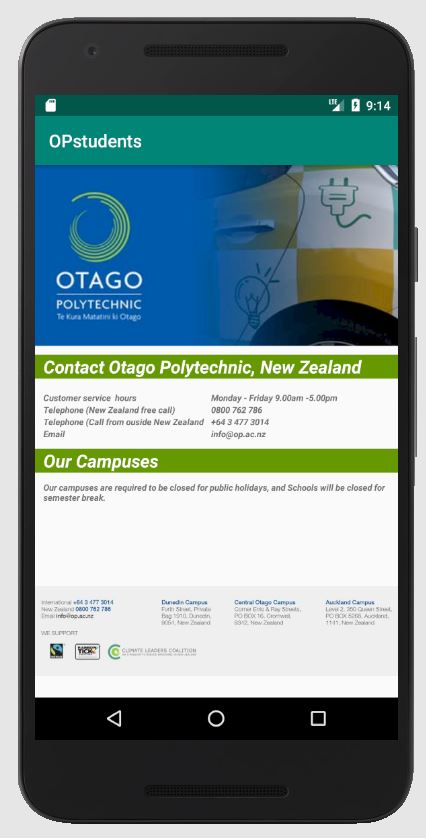 LTE 9:14
OPstudents
OTAGO
POLYTECHNIC
Te Kura Matatini ki Otago
Contact Otago Polytechnic, New Zealand
Customer service hours Monday - Friday 9.00am -5.00pm
Telephone (New Zealand free call) 0800 762 786
Telephone (Call from ouside New Zealand +64 3 477 3014
Email info@op.ac.nz
Our Campuses
Our campuses are required to be closed for public holidays, and Schools will be closed for
semester break.
International +64 3 477 3014
New Zealand 0800 762 786
Email info@op.ac.nz
Dunedin Campus
Forth Street, Private
Bag 1910, Dunedin,
9054, New Zealand
Central Otago Campus
Corner Erris & Ray Streets,
PO BOX 16, Cromwell,
9342, New Zealand
Auckland Campus
Level 2, 350 Queen Street,
PO BOX 5268, Auckland,
1141, New Zealand
WE SUPPORT
TICK
CLIMATE LEADERS COALITION